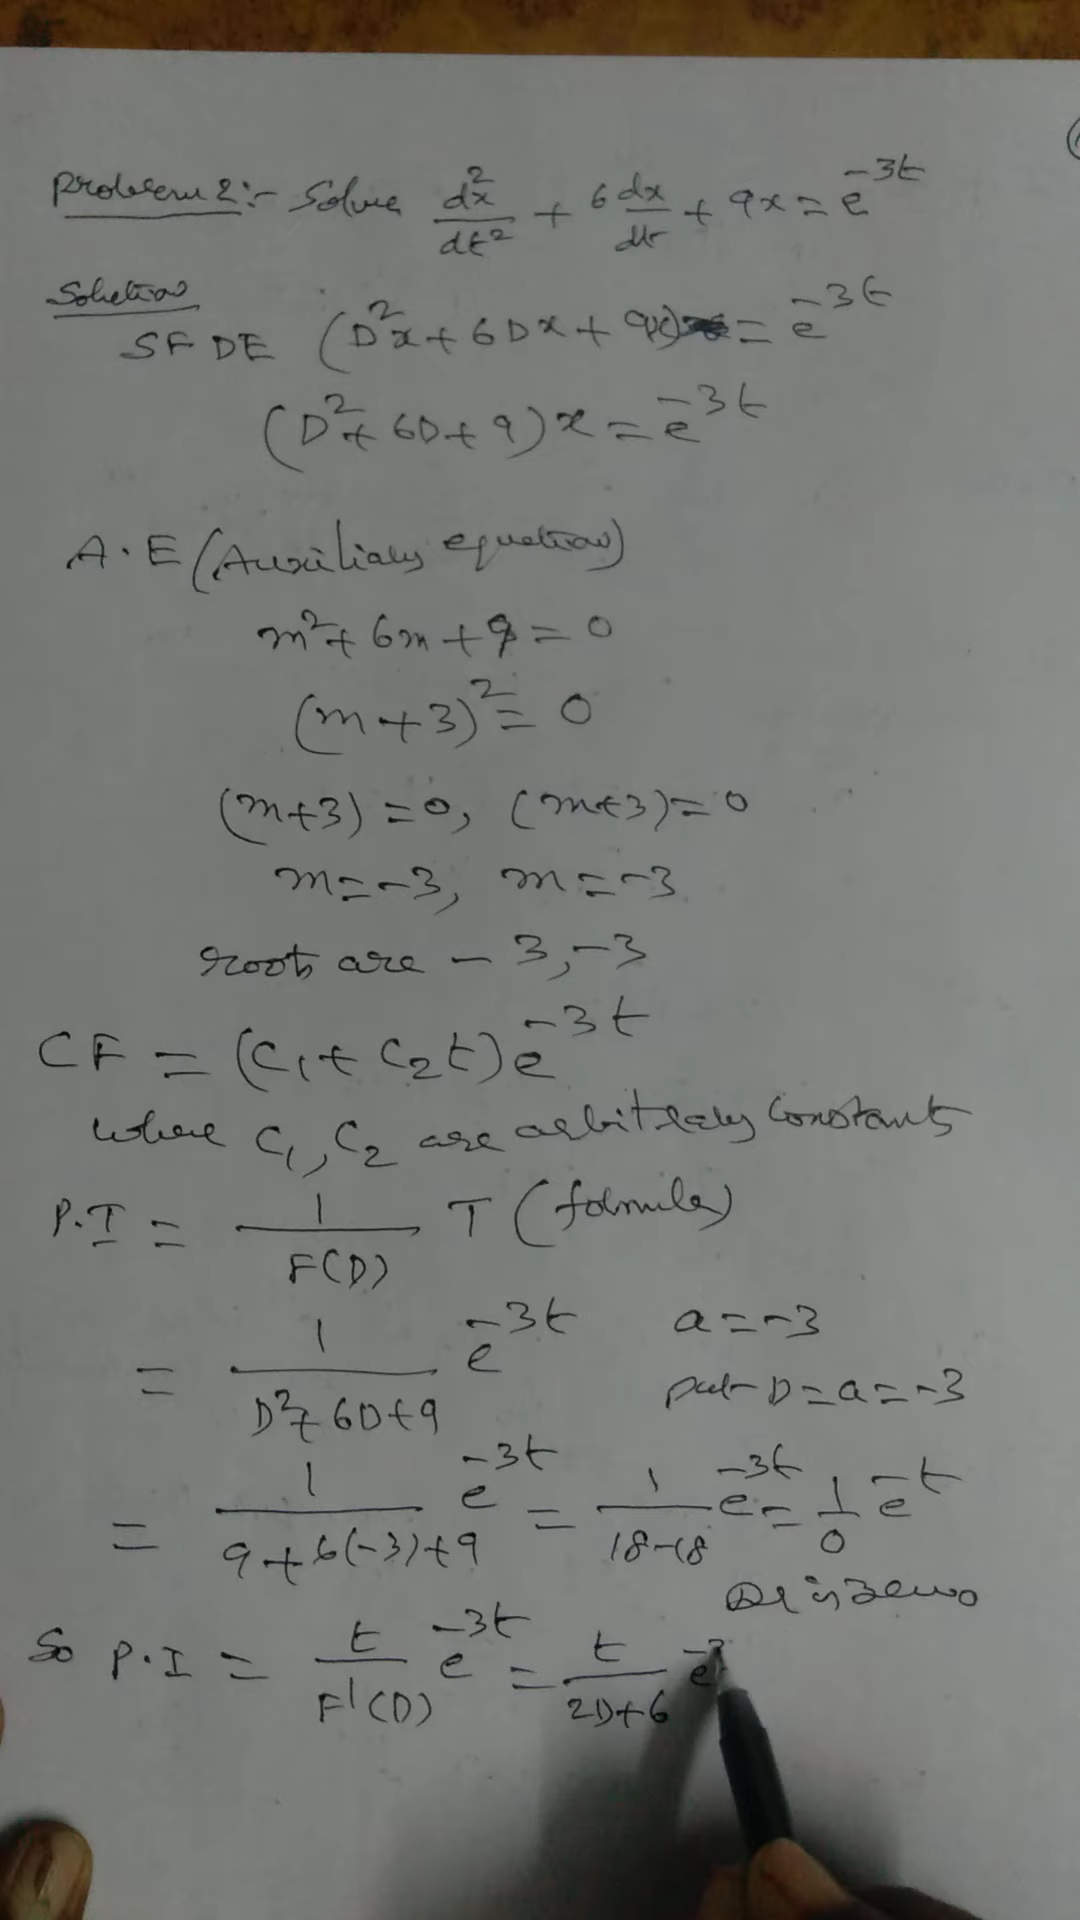 Problem 2:- Solve d²x/dt² + 6 dx/dt + 9x = e^-3t
Solution
SF DE (D²x + 6Dx + 9x) = e^-3t
(D² + 6D + 9)x = e^-3t
A.E (Auxiliary equation)
m² + 6m + 9 = 0
(m+3)² = 0
(m+3) = 0, (m+3) = 0
m = -3, m = -3
roots are -3, -3
CF = (C₁ + C₂t)e^-3t
where C₁, C₂ are arbitrary constants
P.I = 1/F(D) T (formula)
= 1/(D² + 6D + 9) e^-3t a = -3
put D = a = -3
= 1/(9 + 6(-3) + 9) e^-3t = 1/(18-18) e^-3t = 1/0 e^-t
Dr is zero
So P.I = t/F'(D) e^-3t = t/(2D+6) e^-3